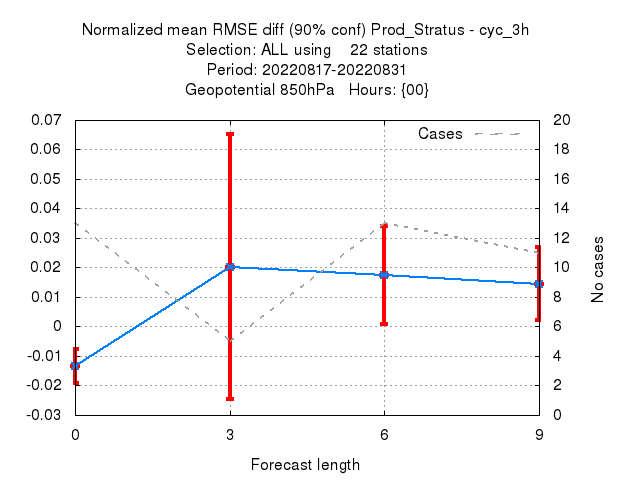 Normalized mean RMSE diff (90% conf) Prod_Stratus - cyc_3h
Selection: ALL using    22 stations
Period: 20220817-20220831
Geopotential 850hPa   Hours: {00}
Cases
0.07
0.06
0.05
0.04
0.03
0.02
0.01
0
-0.01
-0.02
-0.03
20
18
16
14
12
10
8
6
4
2
0
No cases
0 3 6 9
Forecast length